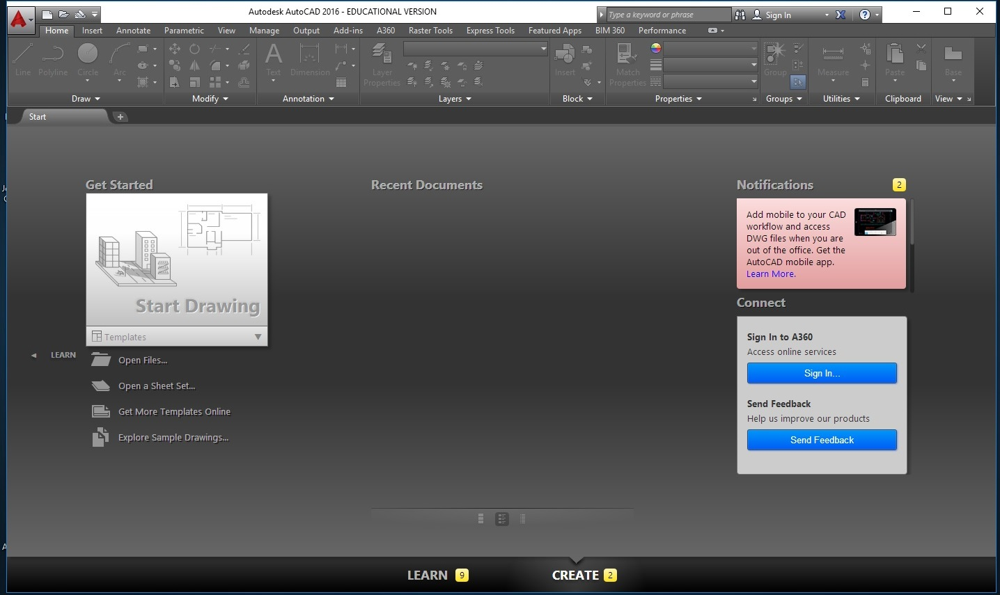 Autodesk AutoCAD 2016 - EDUCATIONAL VERSION
Type a keyword or phrase
Sign In
Home Insert Annotate Parametric View Manage Output Add-ins A360 Raster Tools Express Tools Featured Apps BIM 360 Performance
Line Polyline Circle Arc
Text Dimension
Layer
Properties
Insert
Match
Properties
Group
Measure
Paste
Base
Draw Modify Annotation Layers Block Properties Groups Utilities Clipboard View
Start
Get Started
Start Drawing
Templates
LEARN
Open Files...
Open a Sheet Set...
Get More Templates Online
Explore Sample Drawings...
Recent Documents
Notifications 2
Add mobile to your CAD
workflow and access
DWG files when you are
out of the office. Get the
AutoCAD mobile app.
Learn More.
Connect
Sign In to A360
Access online services
Sign In...
Send Feedback
Help us improve our products
Send Feedback
LEARN 9
CREATE 2